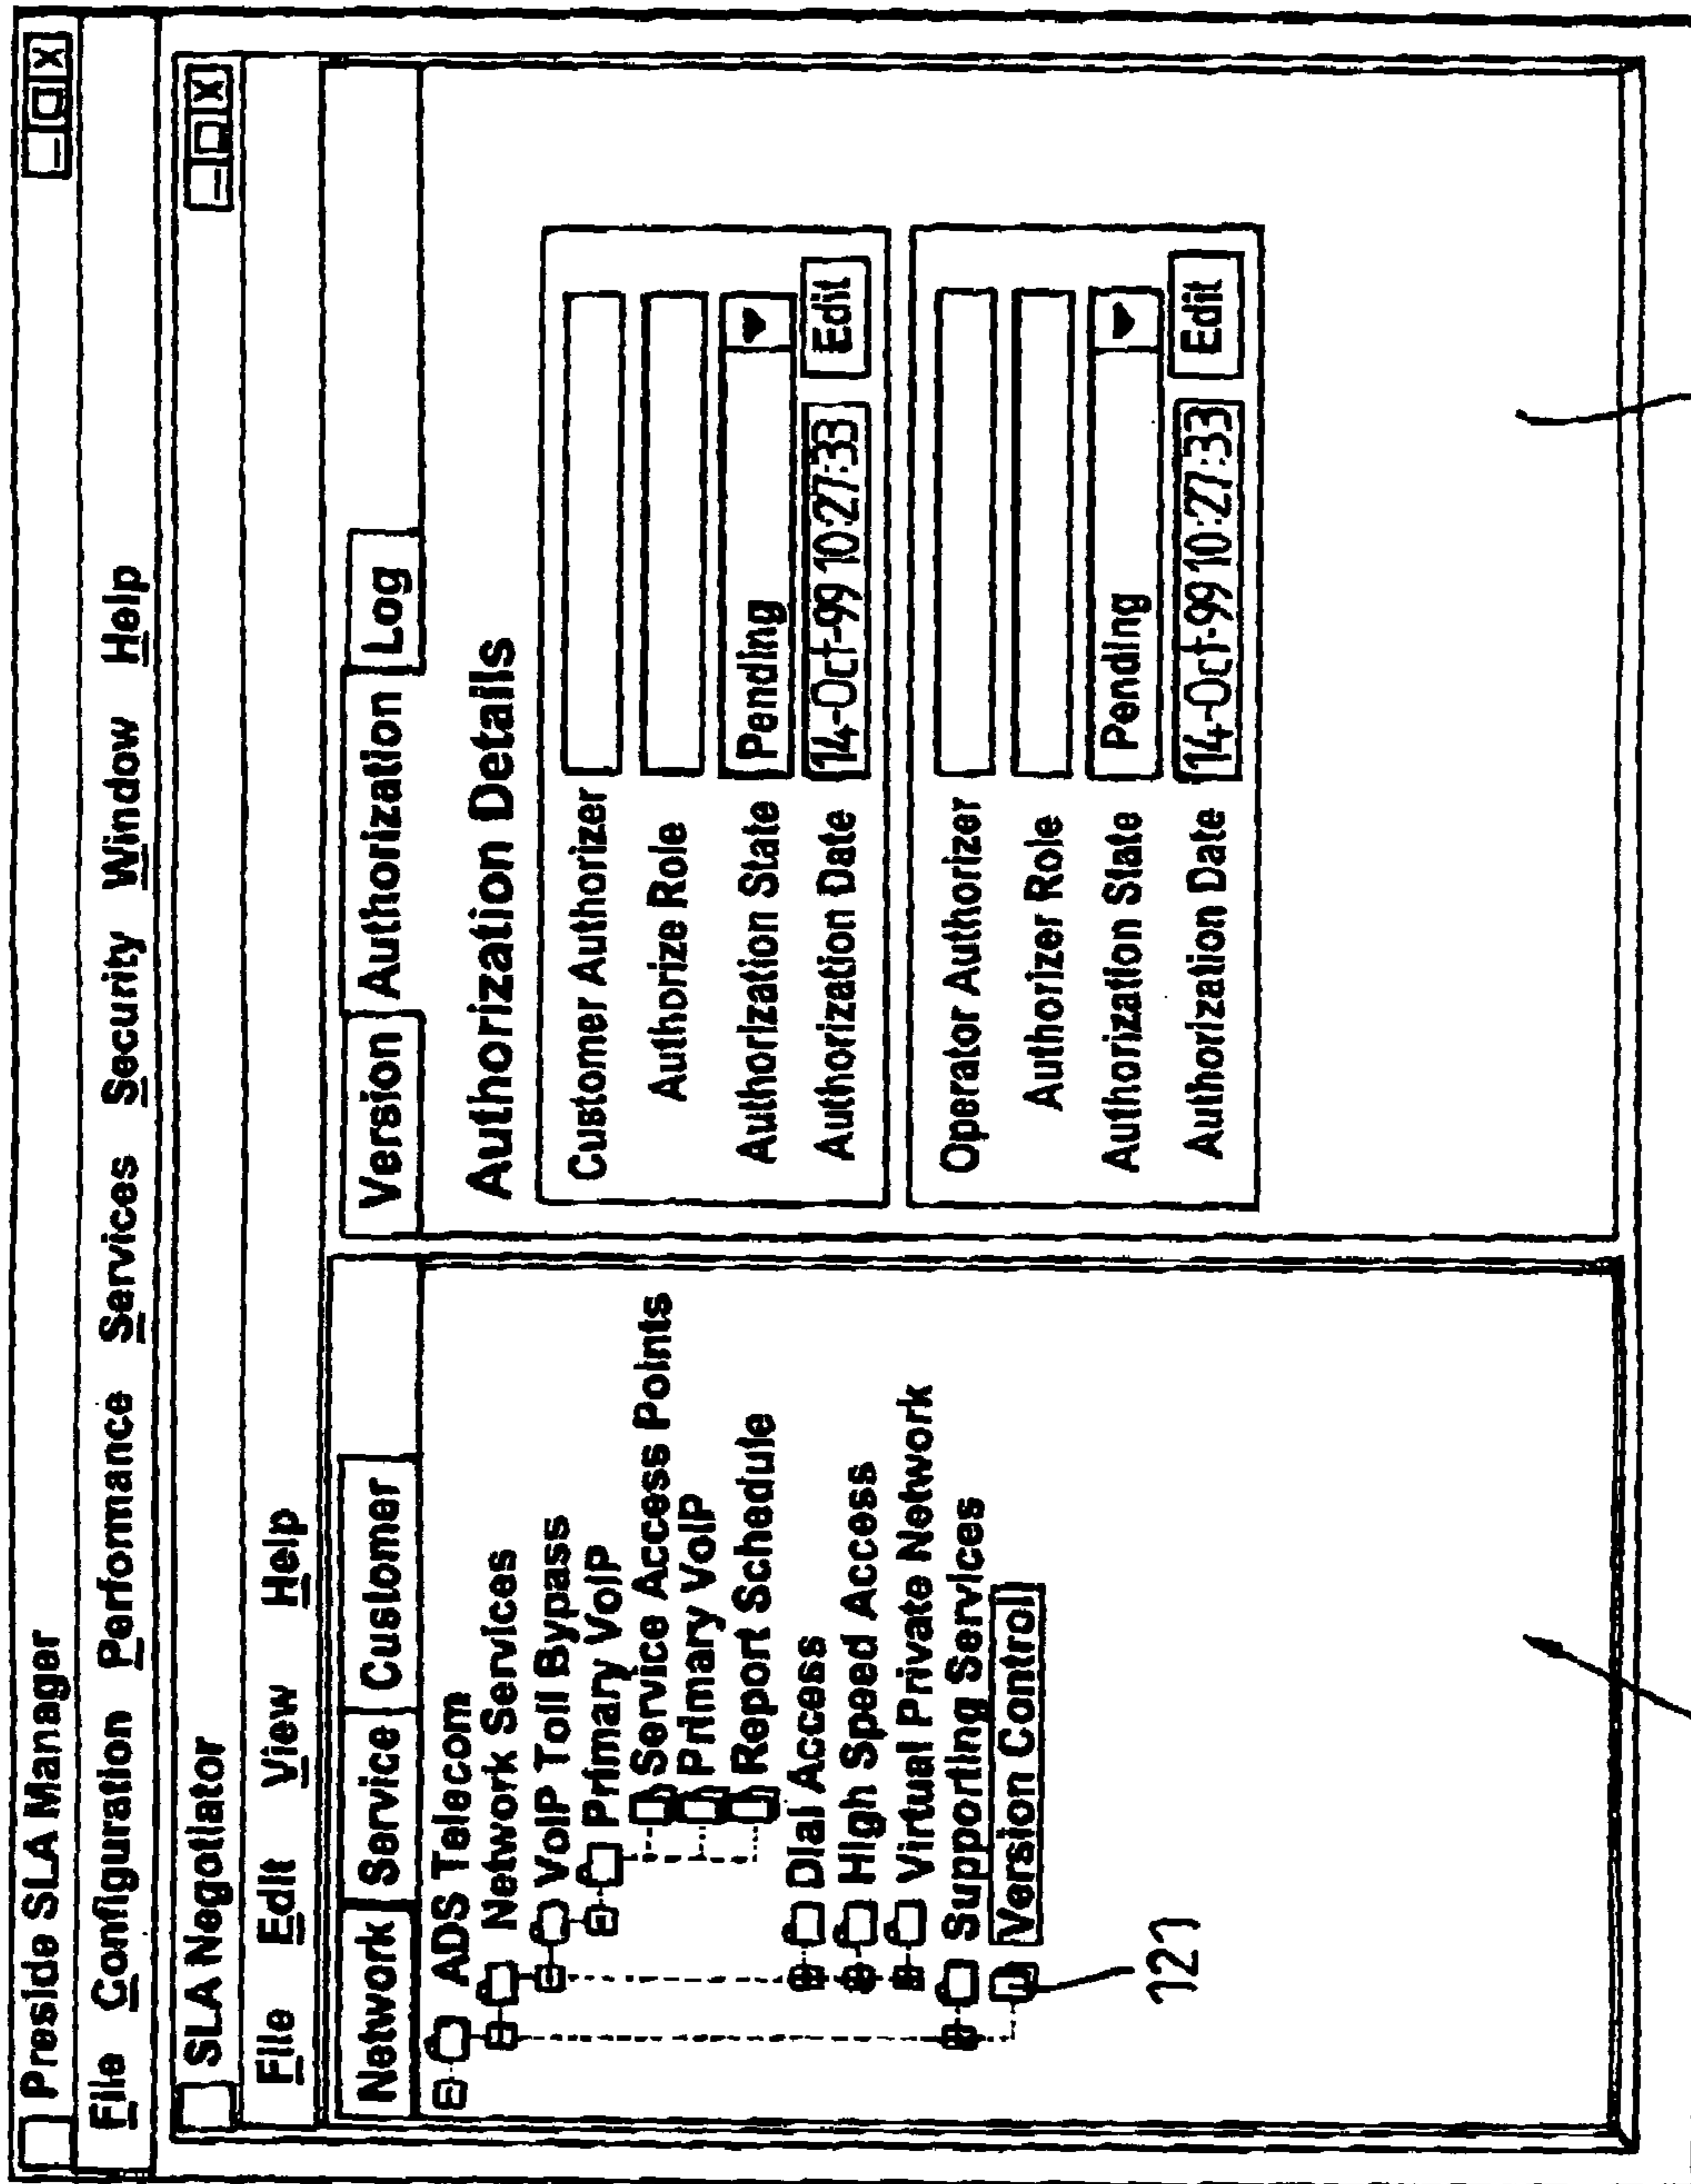 Preside SLA Manager
File Configuration Performance Services Security Window Help
SLA Negotiator
File Edit View Help
Network Service Customer
ADS Telecom
Network Services
VoIP Toll Bypass
Primary VoIP
Service Access Points
Primary VoIP
Report Schedule
Dial Access
High Speed Access
Virtual Private Network
Supporting Services
Version Control
121
Version Authorization Log
Authorization Details
Customer Authorizer
Authorize Role
Authorization State Pending
Authorization Date 14-Oct-99 10:27:33 Edit
Operator Authorizer
Authorizer Role
Authorization State Pending
Authorization Date 14-Oct-99 10:27:33 Edit